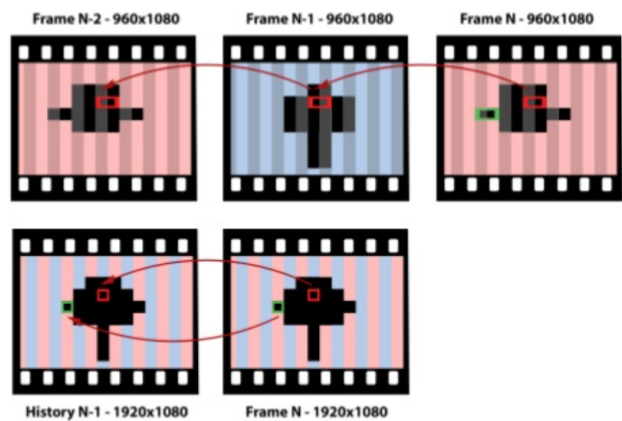 Frame N-2 - 960x1080
Frame N-1 - 960x1080
Frame N - 960x1080
History N-1 - 1920x1080
Frame N - 1920x1080